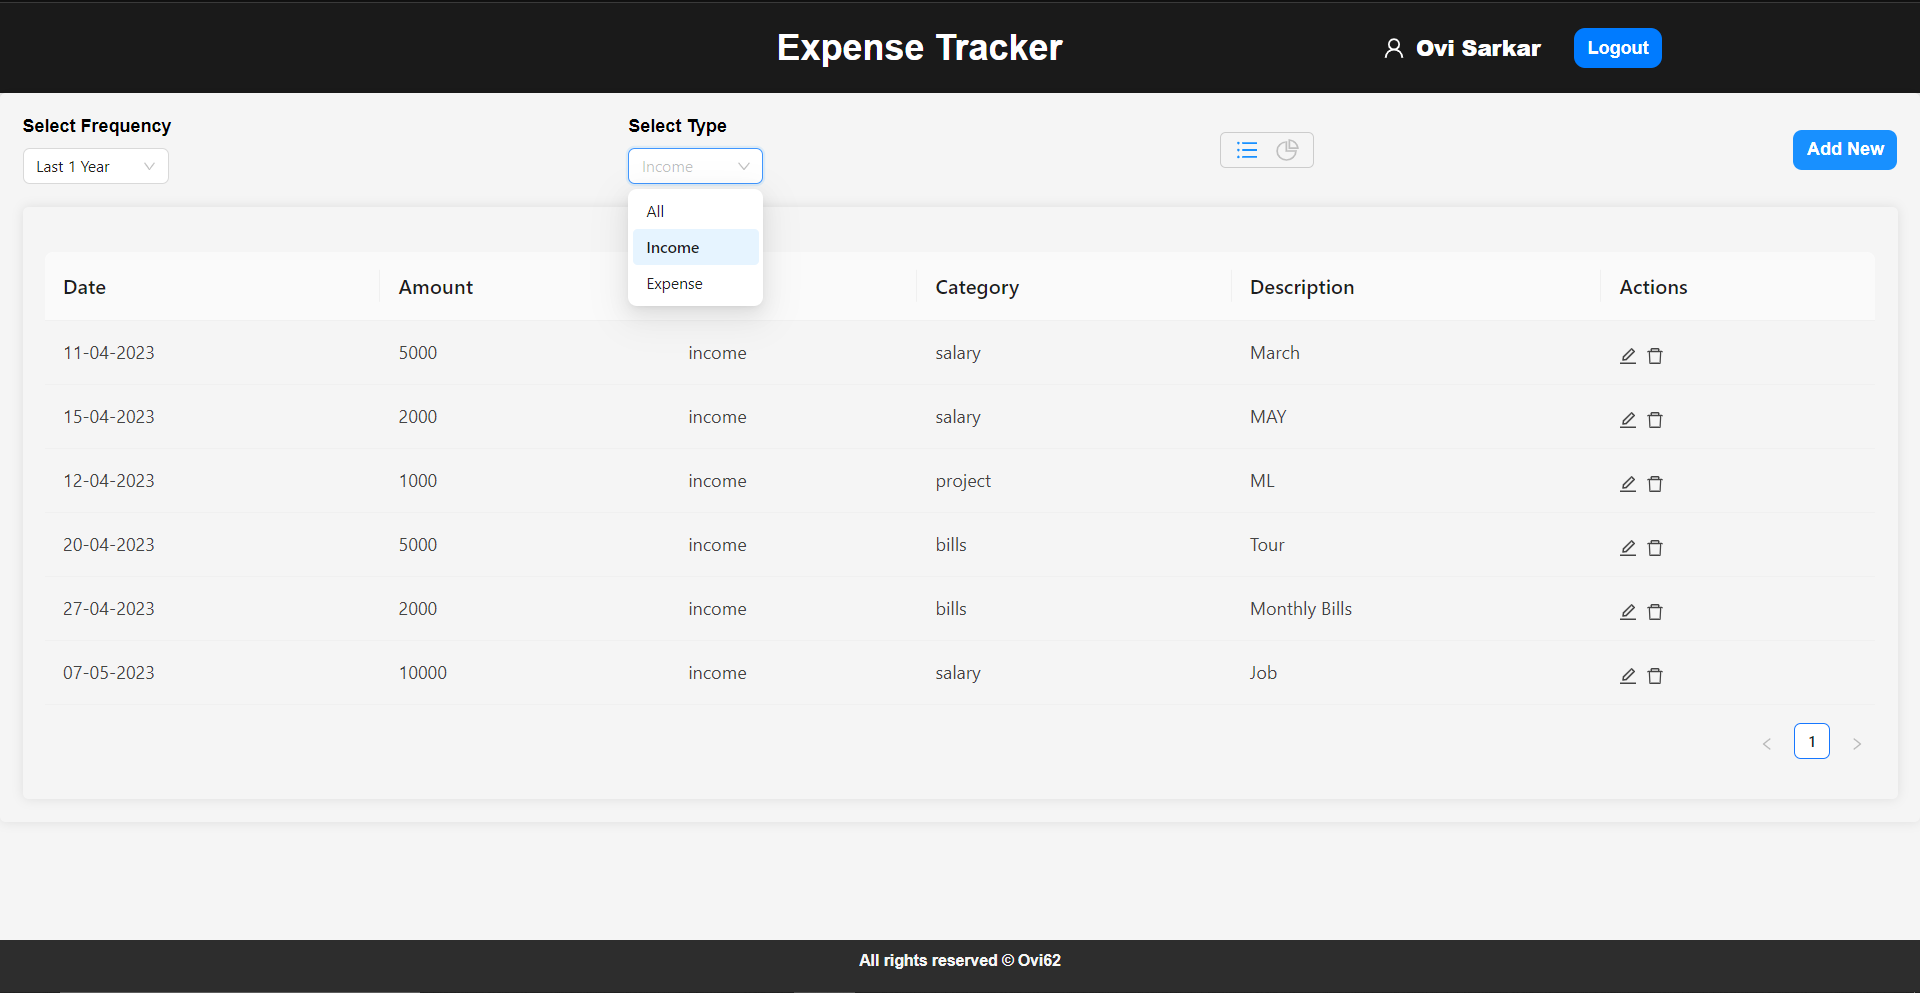 Expense Tracker
Ovi Sarkar
Logout
Select Frequency
Last 1 Year
Select Type
Income
All
Income
Expense
Add New
Date Amount Category Description Actions
11-04-2023 5000 income salary March
15-04-2023 2000 income salary MAY
12-04-2023 1000 income project ML
20-04-2023 5000 income bills Tour
27-04-2023 2000 income bills Monthly Bills
07-05-2023 10000 income salary Job
1
All rights reserved © Ovi62